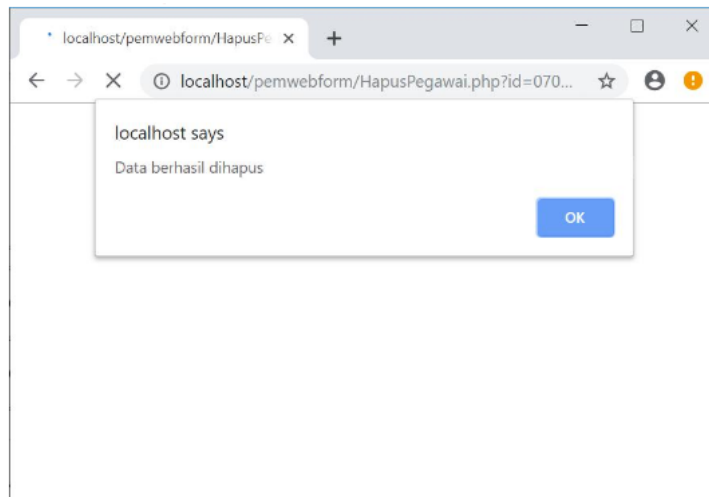 localhost/pemwebform/HapusPe
localhost/pemwebform/HapusPegawai.php?id=070...
localhost says
Data berhasil dihapus
OK